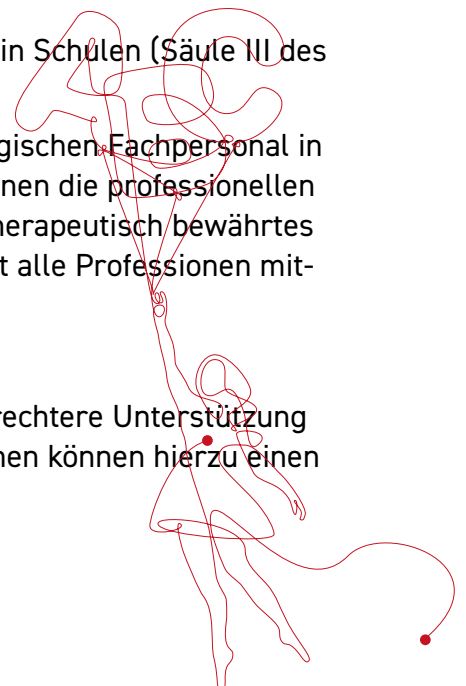 in Schulen (Säule III des
gischen Fachpersonal in
nen die professionellen
herapeutisch bewährtes
t alle Professionen mit-
rechtere Unterstützung
nen können hierzu einen
ABC